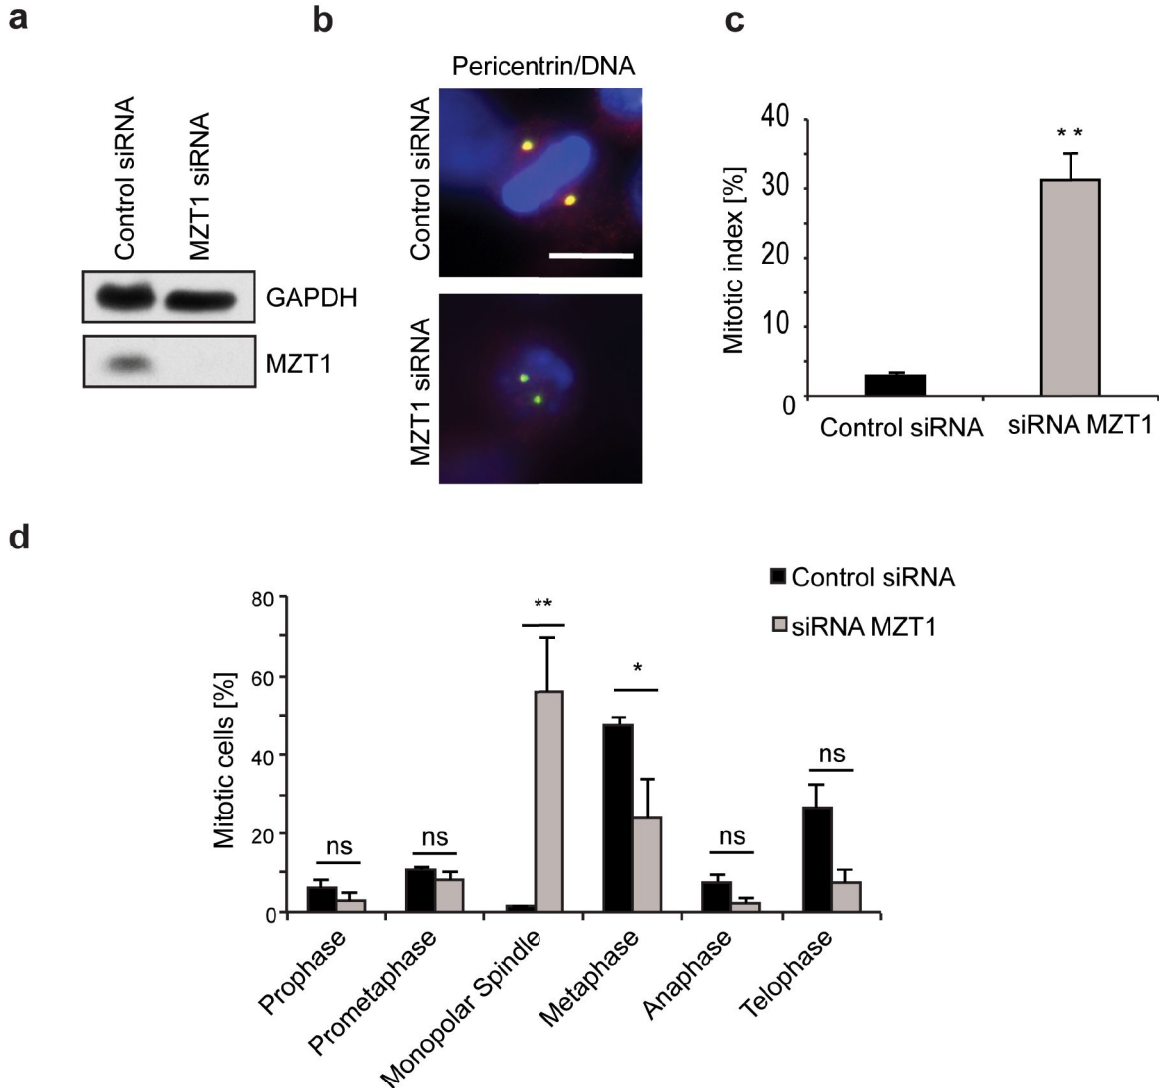 a
Control siRNA
MZT1 siRNA
GAPDH
MZT1
b
Pericentrin/DNA
Control siRNA
MZT1 siRNA
c
Mitotic index [%]
40
30
20
10
0
**
Control siRNA
siRNA MZT1
d
Control siRNA
siRNA MZT1
Mitotic cells [%]
80
60
40
20
0
ns
ns
**
*
ns
ns
Prophase
Prometaphase
Monopolar Spindle
Metaphase
Anaphase
Telophase